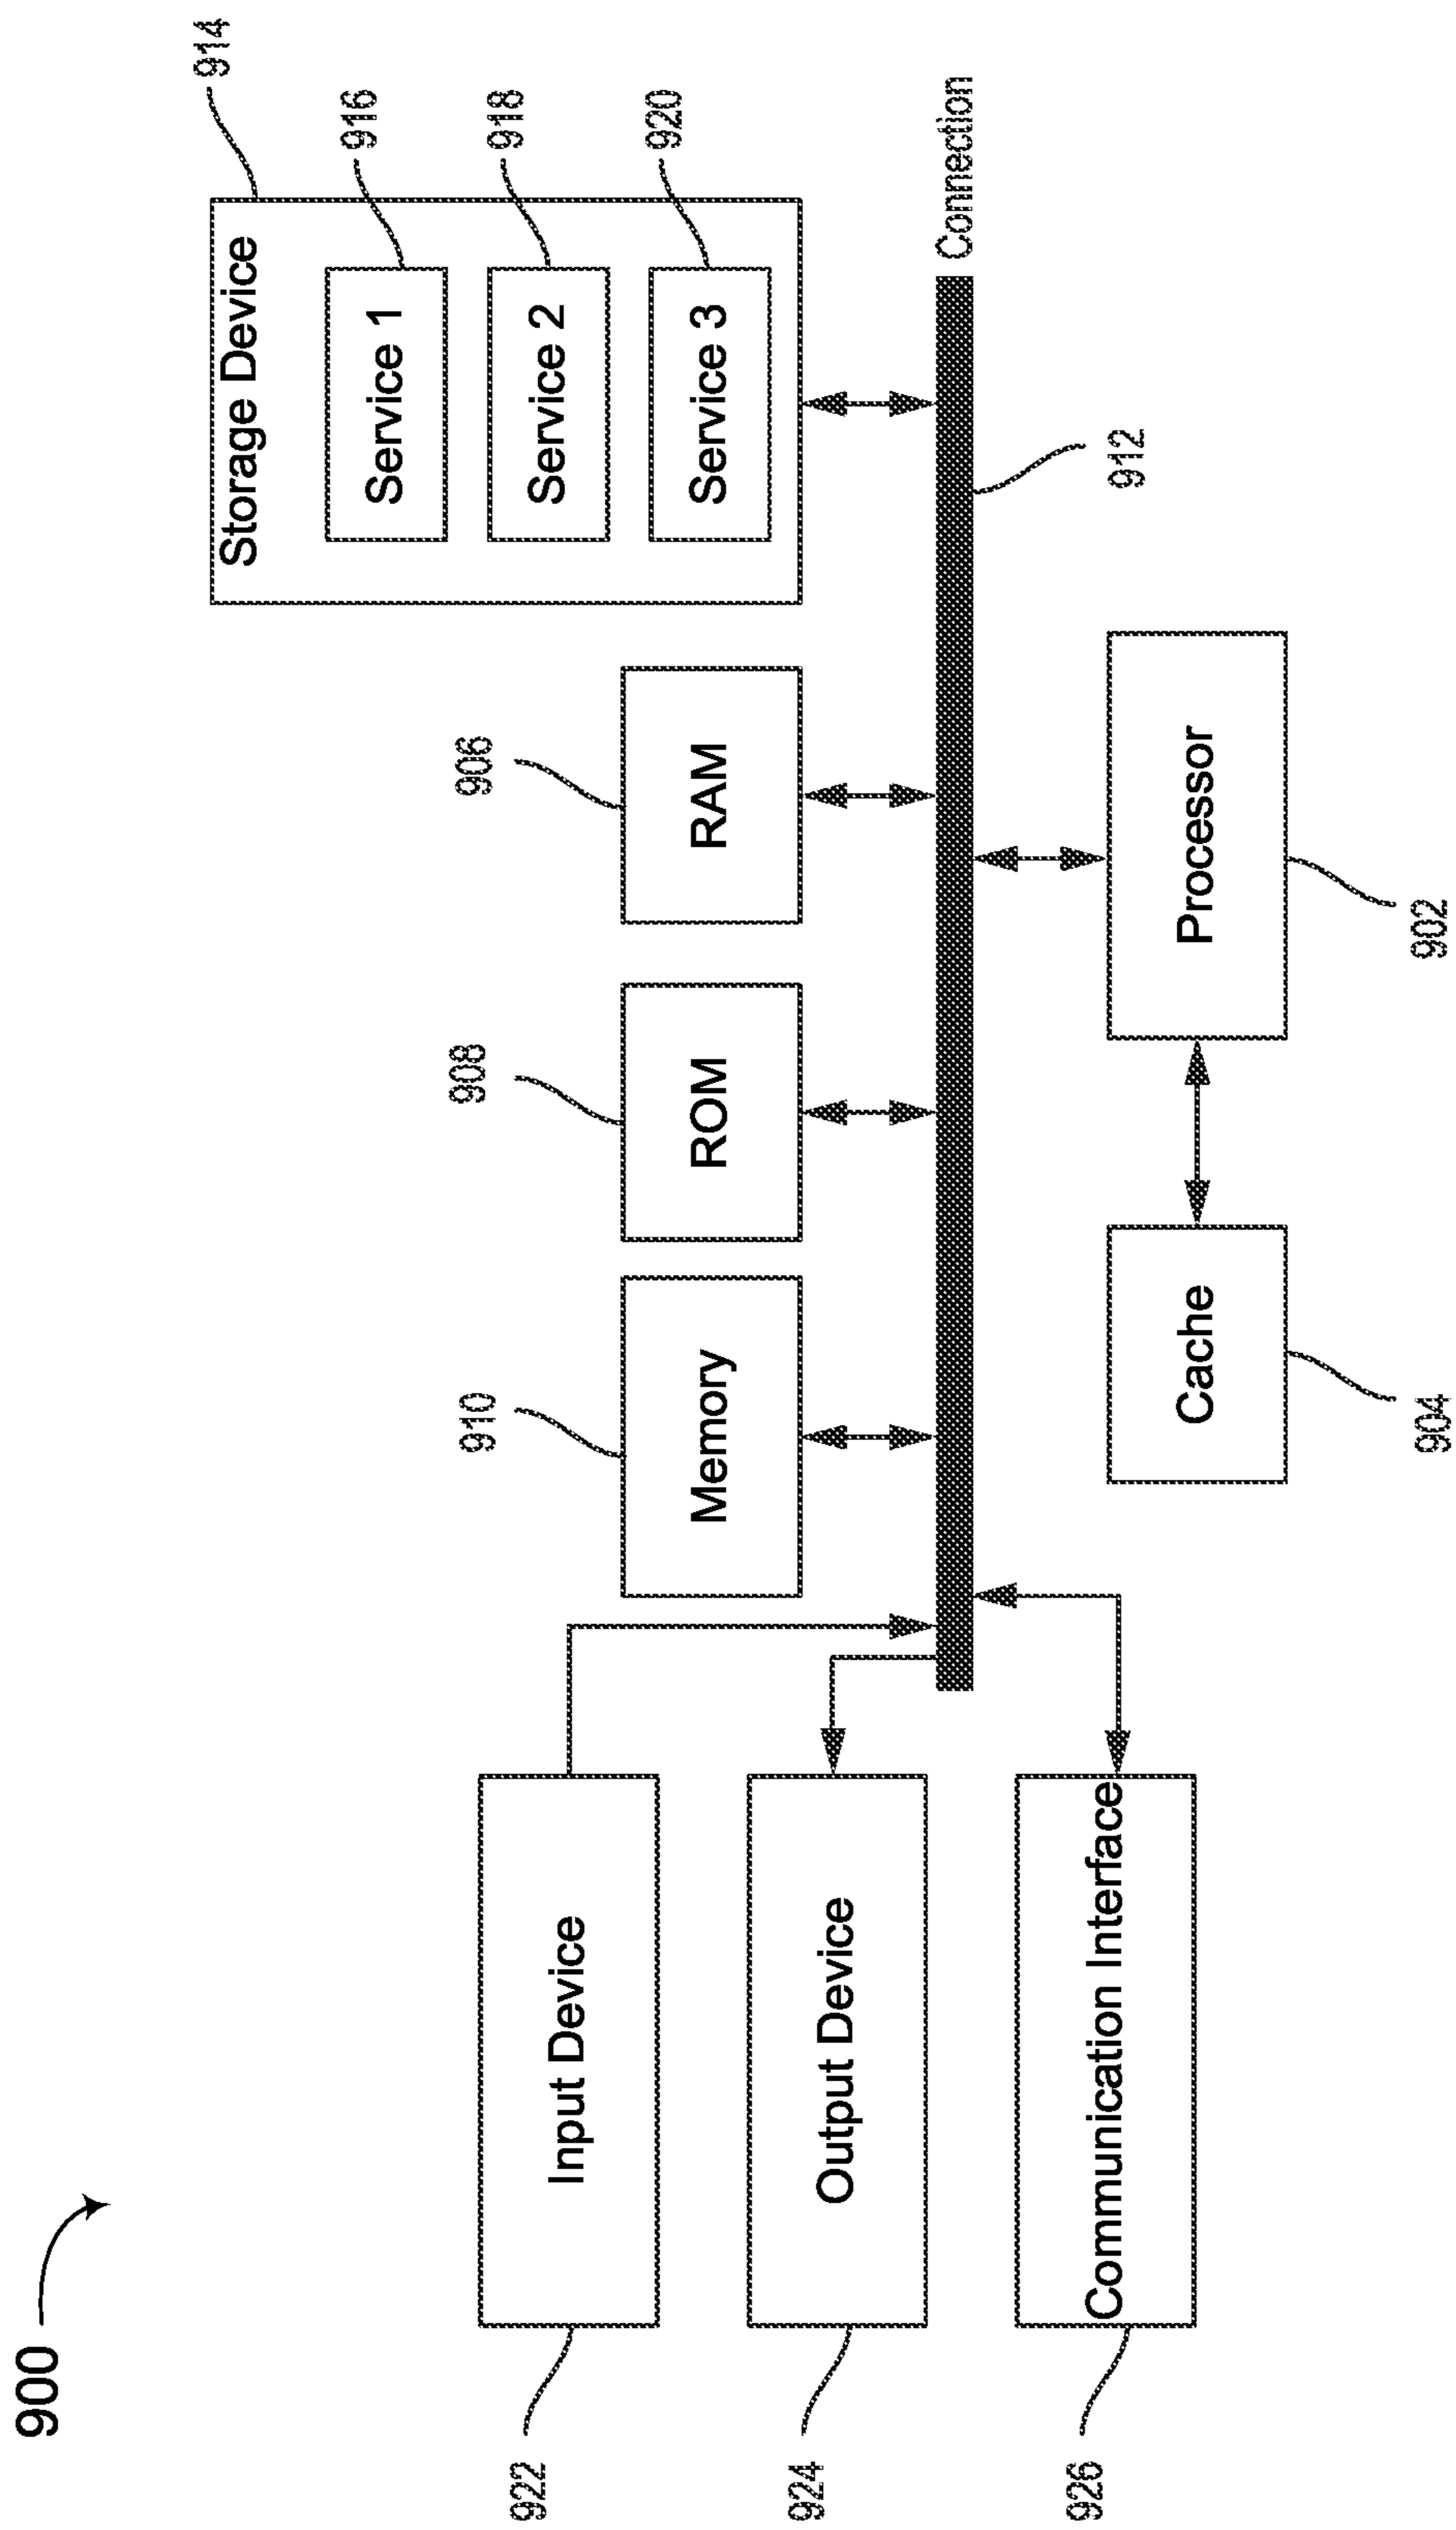 900
914
Storage Device
916
Service 1
918
Service 2
920
Service 3
906
RAM
908
ROM
910
Memory
Connection
912
922
Input Device
924
Output Device
926
Communication Interface
Processor
902
Cache
904